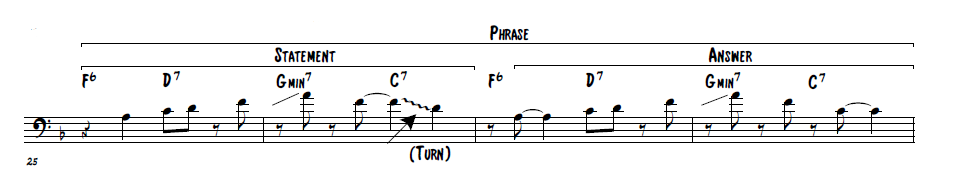 PHRASE
STATEMENT ANSWER
F6 D7 GMIN7 C7 F6 D7 GMIN7 C7
(TURN)
25